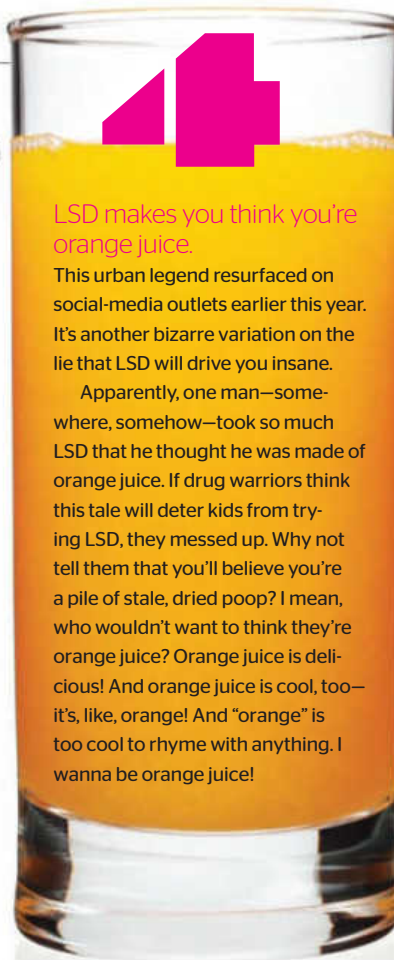 4
LSD makes you think you're
orange juice.
This urban legend resurfaced on
social-media outlets earlier this year.
It's another bizarre variation on the
lie that LSD will drive you insane.
Apparently, one man—some-
where, somehow—took so much
LSD that he thought he was made of
orange juice. If drug warriors think
this tale will deter kids from try-
ing LSD, they messed up. Why not
tell them that you'll believe you're
a pile of stale, dried poop? I mean,
who wouldn't want to think they're
orange juice? Orange juice is deli-
cious! And orange juice is cool, too—
it's, like, orange! And “orange” is
too cool to rhyme with anything. I
wanna be orange juice!